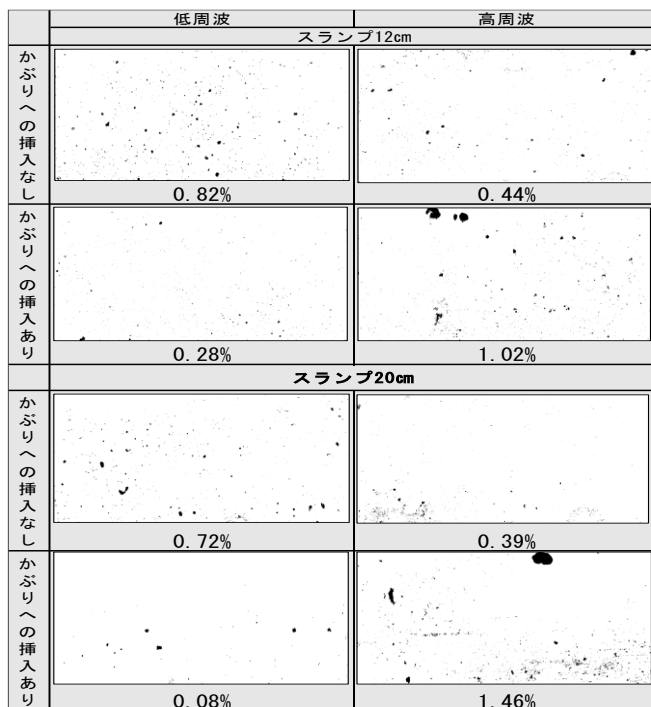 低周波 高周波
スランプ12cm
かぶりへの挿入なし
0.82% 0.44%
かぶりへの挿入あり
0.28% 1.02%
スランプ20cm
かぶりへの挿入なし
0.72% 0.39%
かぶりへの挿入あり
0.08% 1.46%